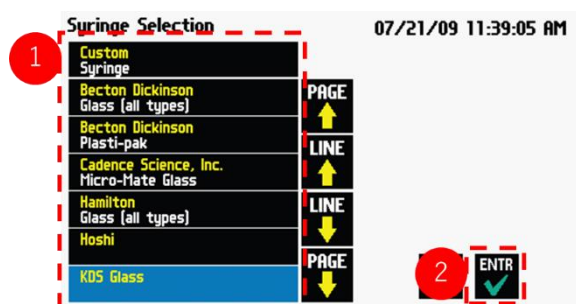 Syringe Selection
07/21/09 11:39:05 AM
1
Custom
Syringe
Becton Dickinson
Glass (all types)
Becton Dickinson
Plasti-pak
Cadence Science, Inc.
Micro-Mate Glass
Hamilton
Glass (all types)
Hoshi
KDS Glass
PAGE
LINE
LINE
PAGE
2
ENTR